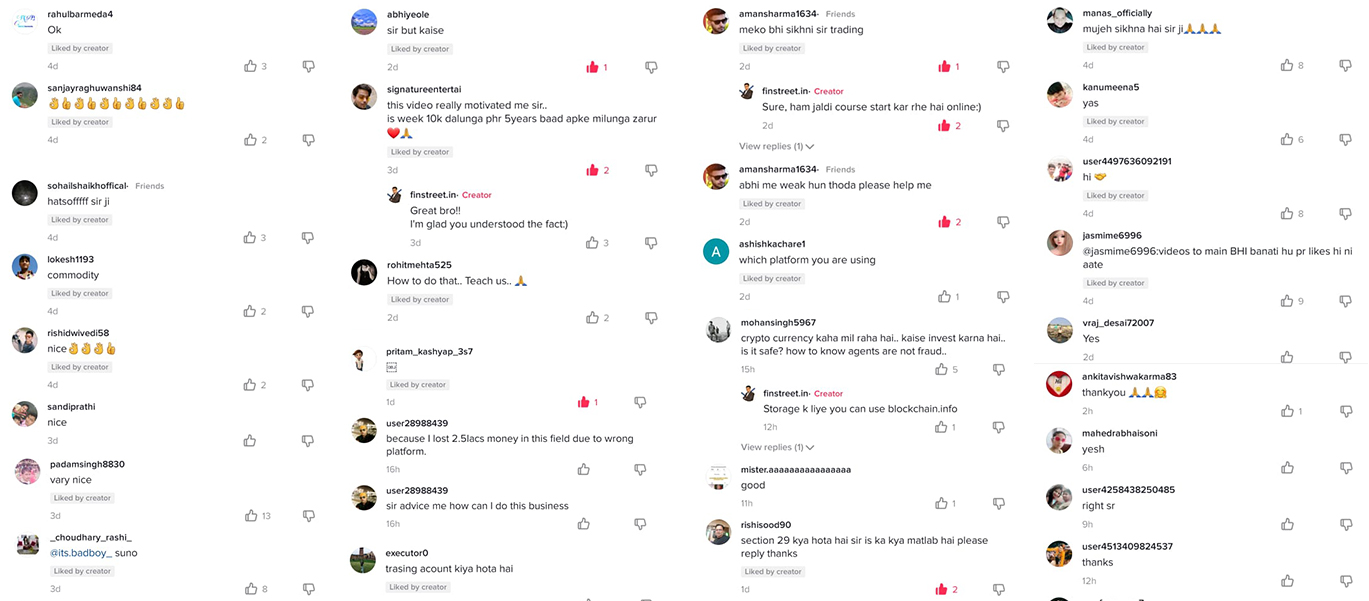 rahulbarmeda4
Ok
Liked by creator
4d 3
sanjayraghuwanshi84
👌👍👌👍👌👍👌👍👌👌👍
Liked by creator
4d 2
sohailshaikhoffical· Friends
hatsofffff sir ji
Liked by creator
4d 3
lokesh1193
commodity
Liked by creator
4d 2
rishidwivedi58
nice👌👌👌👍
Liked by creator
4d 2
sandiprathi
nice
3d
padamsingh8830
vary nice
Liked by creator
3d 13
_choudhary_rashi_
@its.badboy_ suno
Liked by creator
3d 8
abhiyeole
sir but kaise
Liked by creator
2d 1
signatureentertai
this video really motivated me sir..
is week 10k dalunga phr 5years baad apke milunga zarur
❤️🙏
Liked by creator
3d 2
finstreet.in· Creator
Great bro!!
I'm glad you understood the fact:)
3d 3
rohitmehta525
How to do that.. Teach us.. 🙏
Liked by creator
2d 2
pritam_kashyap_3s7
Liked by creator
1d 1
user28988439
because I lost 2.5lacs money in this field due to wrong
platform.
16h
user28988439
sir advice me how can I do this business
16h
executor0
trasing acount kiya hota hai
Liked by creator
amansharma1634· Friends
meko bhi sikhni sir trading
Liked by creator
2d 1
finstreet.in· Creator
Sure, ham jaldi course start kar rhe hai online:)
2d 2
View replies (1)
amansharma1634· Friends
abhi me weak hun thoda please help me
Liked by creator
2d 2
A
ashishkachare1
which platform you are using
Liked by creator
2d 1
mohansingh5967
crypto currency kaha mil raha hai.. kaise invest karna hai..
is it safe? how to know agents are not fraud..
15h 5
finstreet.in· Creator
Storage k liye you can use blockchain.info
12h 1
View replies (1)
mister.aaaaaaaaaaaaaaaa
good
11h 1
rishisood90
section 29 kya hota hai sir is ka kya matlab hai please
reply thanks
Liked by creator
1d 2
manas_officially
mujeh sikhna hai sir ji🙏🙏🙏
Liked by creator
4d 8
kanumeena5
yas
Liked by creator
4d 6
user4497636092191
hi 🤝
Liked by creator
4d 8
jasmime6996
@jasmime6996:videos to main BHI banati hu pr likes hi ni
aate
Liked by creator
4d 9
vraj_desai72007
Yes
2d
ankitavishwakarma83
thankyou 🙏🙏🤗
2h 1
mahedrabhaisoni
yesh
6h
user4258438250485
right sr
9h
user4513409824537
thanks
12h